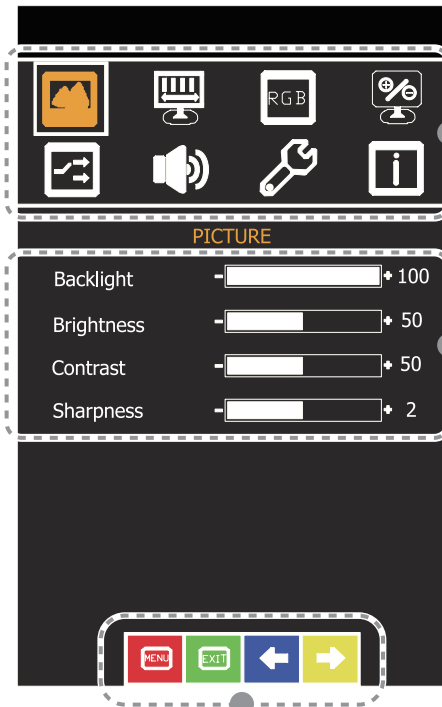 RGB
i
PICTURE
Backlight - + 100
Brightness - + 50
Contrast - + 50
Sharpness - + 2
MENU EXIT